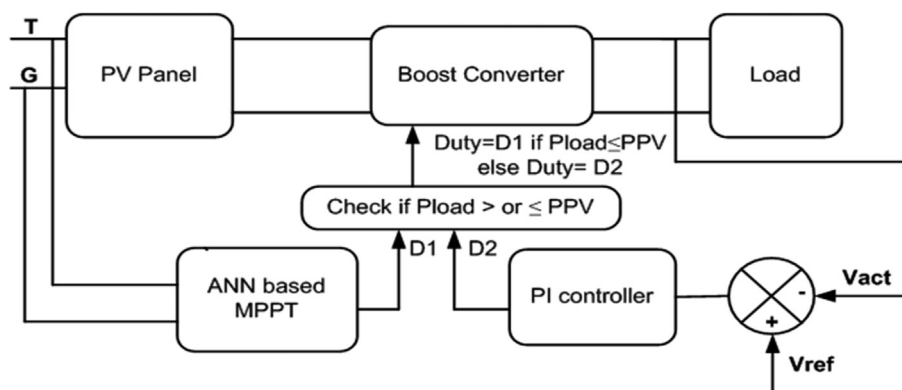 T
G
PV Panel
Boost Converter
Load
Duty=D1 if Pload≤PPV
else Duty= D2
Check if Pload > or ≤ PPV
D1
D2
ANN based
MPPT
PI controller
-
+
Vact
Vref